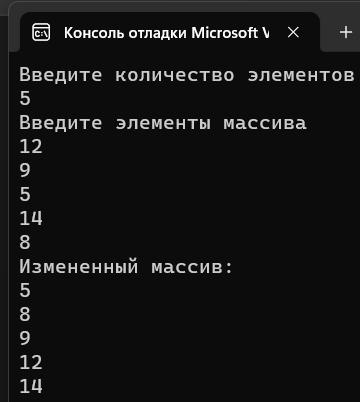 Консоль отладки Microsoft V
Введите количество элементов
5
Введите элементы массива
12
9
5
14
8
Измененный массив:
5
8
9
12
14